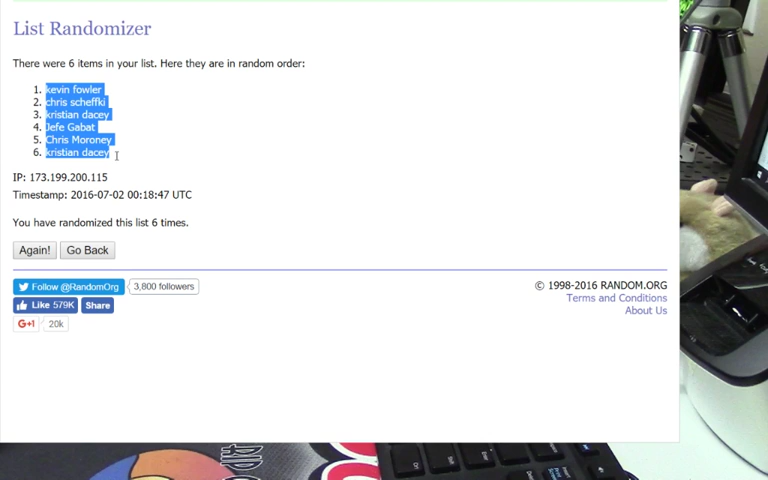 List Randomizer
There were 6 items in your list. Here they are in random order:
1. kevin fowler
2. chris scheffki
3. kristian dacey
4. Jefe Gabat
5. Chris Moroney
6. kristian dacey
IP: 173.199.200.115
Timestamp: 2016-07-02 00:18:47 UTC
You have randomized this list 6 times.
Again! Go Back
Follow @RandomOrg 3,800 followers
© 1998-2016 RANDOM.ORG
Like 579K Share
Terms and Conditions
About Us
G+1 20k